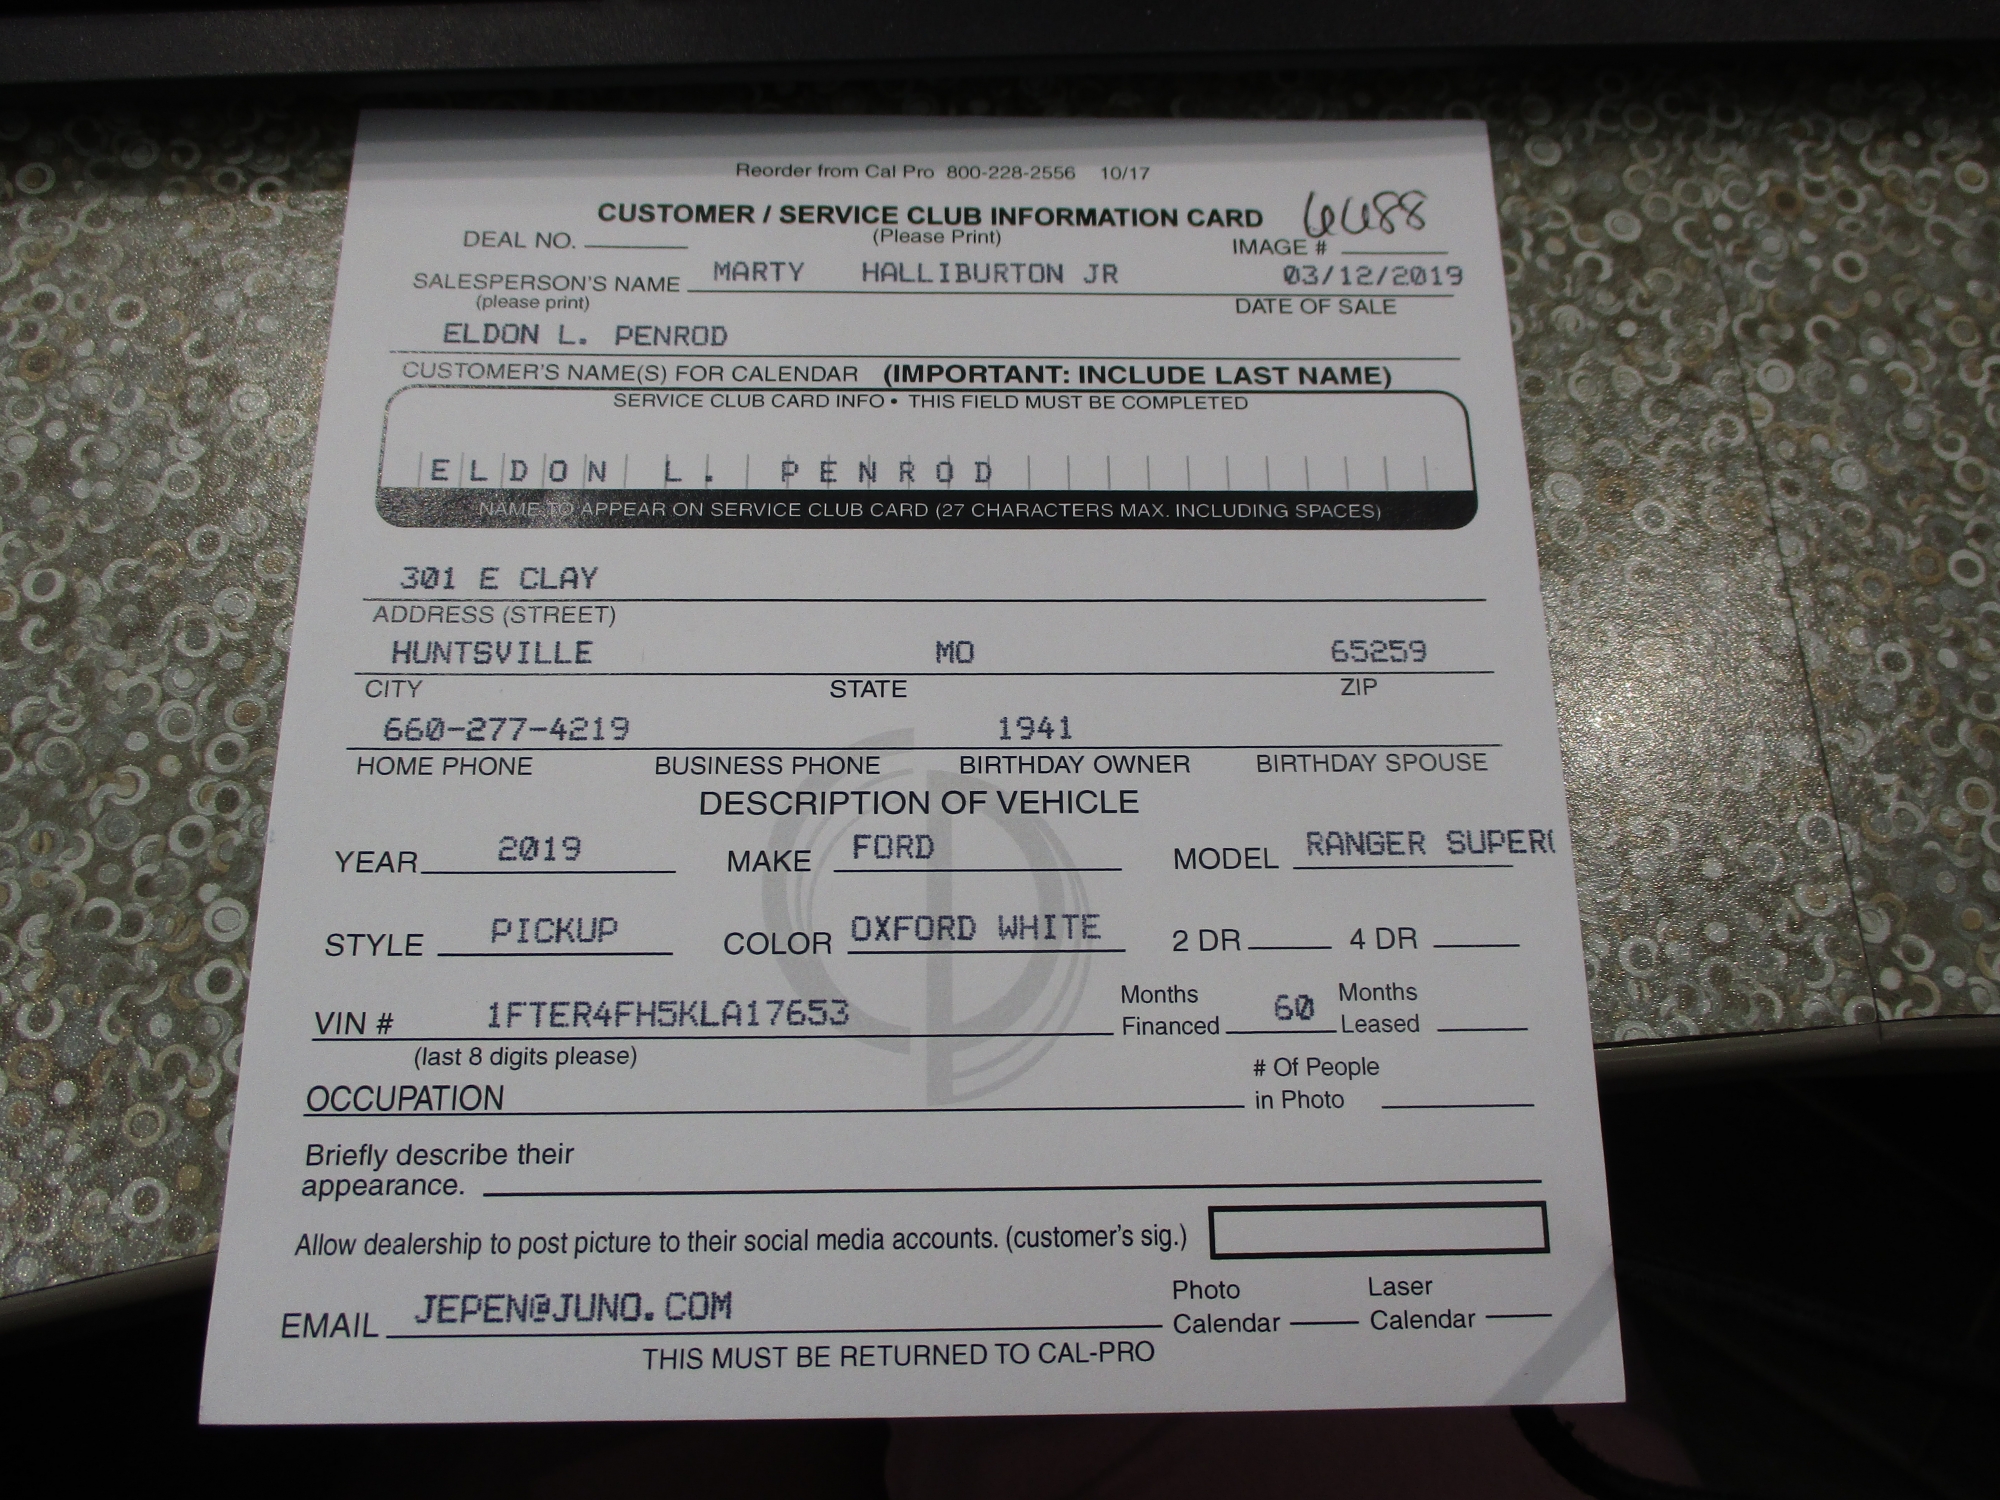 Reorder from Cal Pro 800-228-2556 10/17
CUSTOMER / SERVICE CLUB INFORMATION CARD 6688
DEAL NO. (Please Print) IMAGE #
SALESPERSON'S NAME MARTY HALLIBURTON JR 03/12/2019
(please print) DATE OF SALE
ELDON L. PENROD
CUSTOMER'S NAME(S) FOR CALENDAR (IMPORTANT: INCLUDE LAST NAME)
SERVICE CLUB CARD INFO • THIS FIELD MUST BE COMPLETED
ELDON L. PENROD
NAME TO APPEAR ON SERVICE CLUB CARD (27 CHARACTERS MAX. INCLUDING SPACES)
301 E CLAY
ADDRESS (STREET)
HUNTSVILLE MO 65259
CITY STATE ZIP
660-277-4219 1941
HOME PHONE BUSINESS PHONE BIRTHDAY OWNER BIRTHDAY SPOUSE
DESCRIPTION OF VEHICLE
YEAR 2019 MAKE FORD MODEL RANGER SUPER(
STYLE PICKUP COLOR OXFORD WHITE 2 DR 4 DR
VIN # 1FTER4FH5KLA17653 Months Financed 60 Months Leased
(last 8 digits please)
OCCUPATION # Of People in Photo
Briefly describe their
appearance.
Allow dealership to post picture to their social media accounts. (customer's sig.)
EMAIL JEPEN@JUNO.COM Photo Calendar Laser Calendar
THIS MUST BE RETURNED TO CAL-PRO